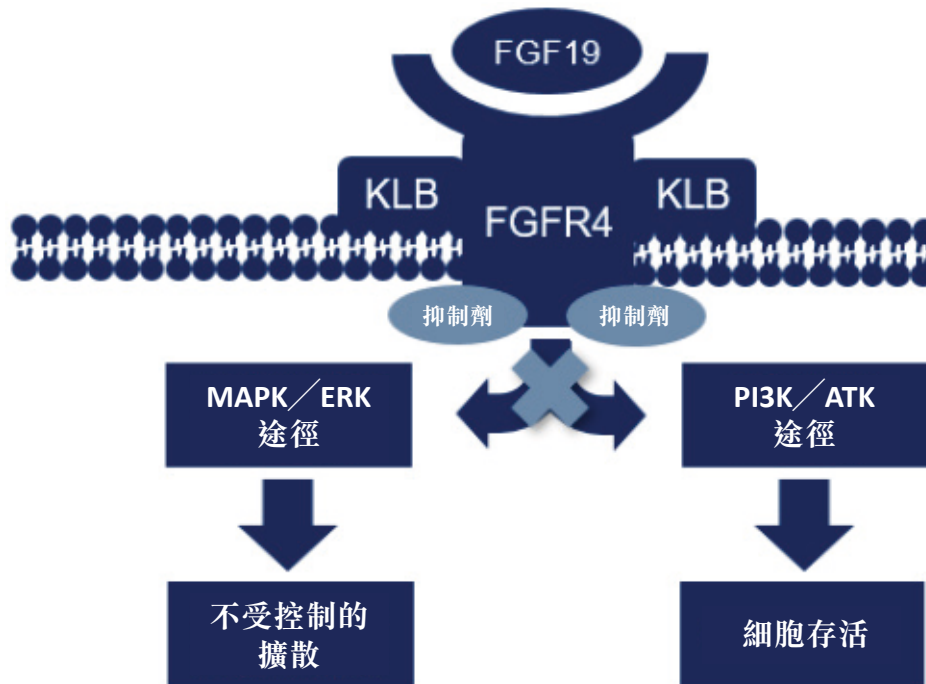 FGF19
KLB
FGFR4
KLB
抑制劑
抑制劑
MAPK／ERK
途徑
PI3K／ATK
途徑
不受控制的
擴散
細胞存活